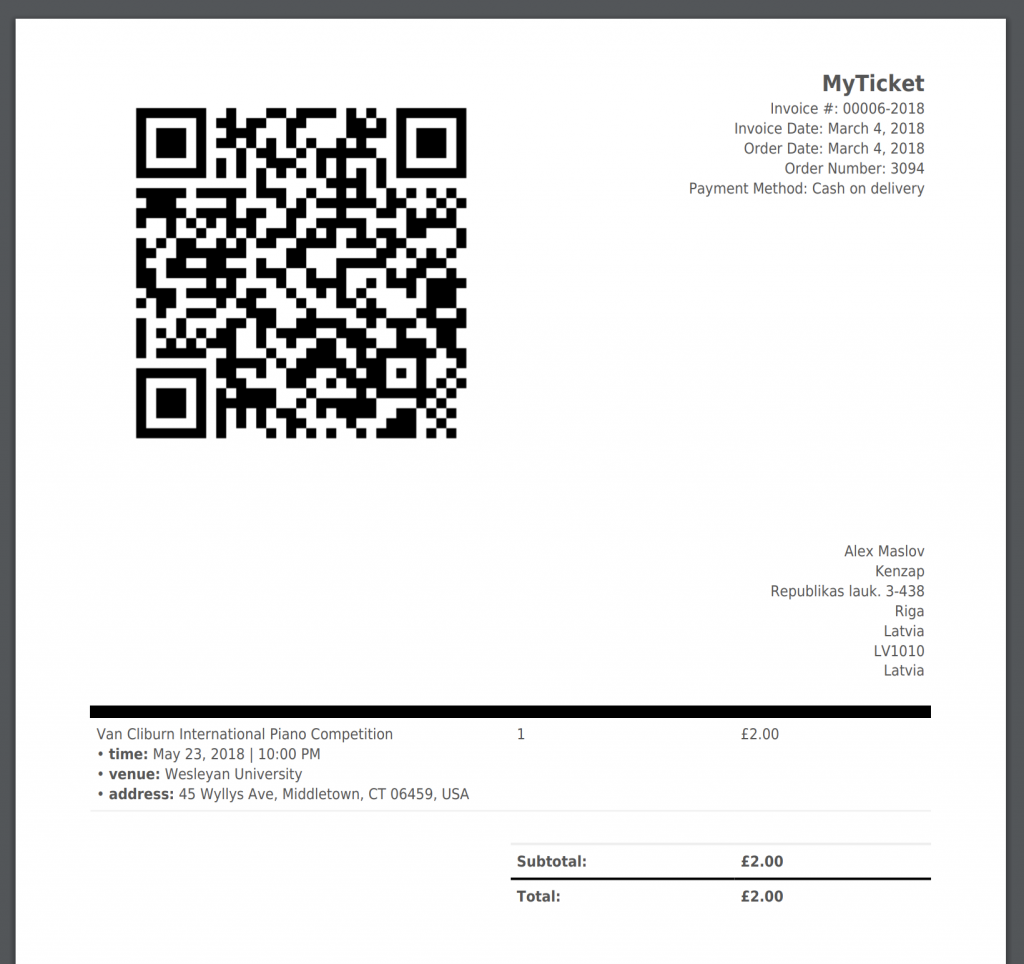 MyTicket
Invoice #: 00006-2018
Invoice Date: March 4, 2018
Order Date: March 4, 2018
Order Number: 3094
Payment Method: Cash on delivery
Alex Maslov
Kenzap
Republikas lauk. 3-438
Riga
Latvia
LV1010
Latvia
Van Cliburn International Piano Competition 1 £2.00
• time: May 23, 2018 | 10:00 PM
• venue: Wesleyan University
• address: 45 Wyllys Ave, Middletown, CT 06459, USA
Subtotal: £2.00
Total: £2.00